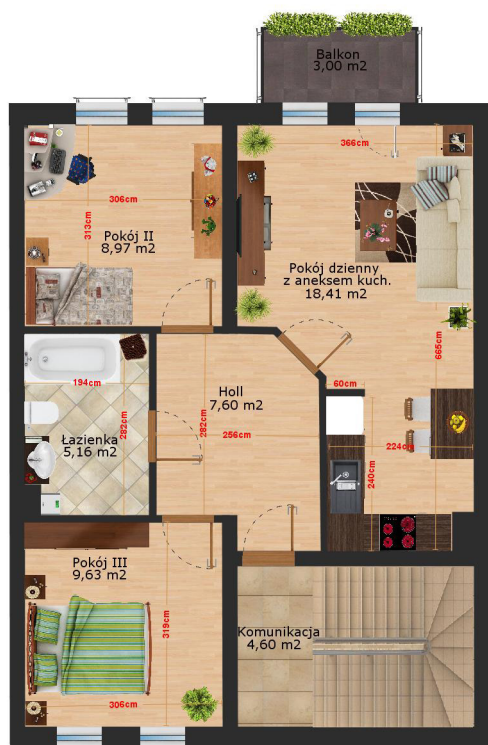 Balkon
3,00 m2
366cm
306cm
313cm
Pokój II
8,97 m2
Pokój dzienny
z aneksem kuch.
18,41 m2
665cm
194cm
Holl
7,60 m2
60cm
282cm
282cm
256cm
Łazienka
5,16 m2
224cm
240cm
Pokój III
9,63 m2
319cm
306cm
Komunikacja
4,60 m2